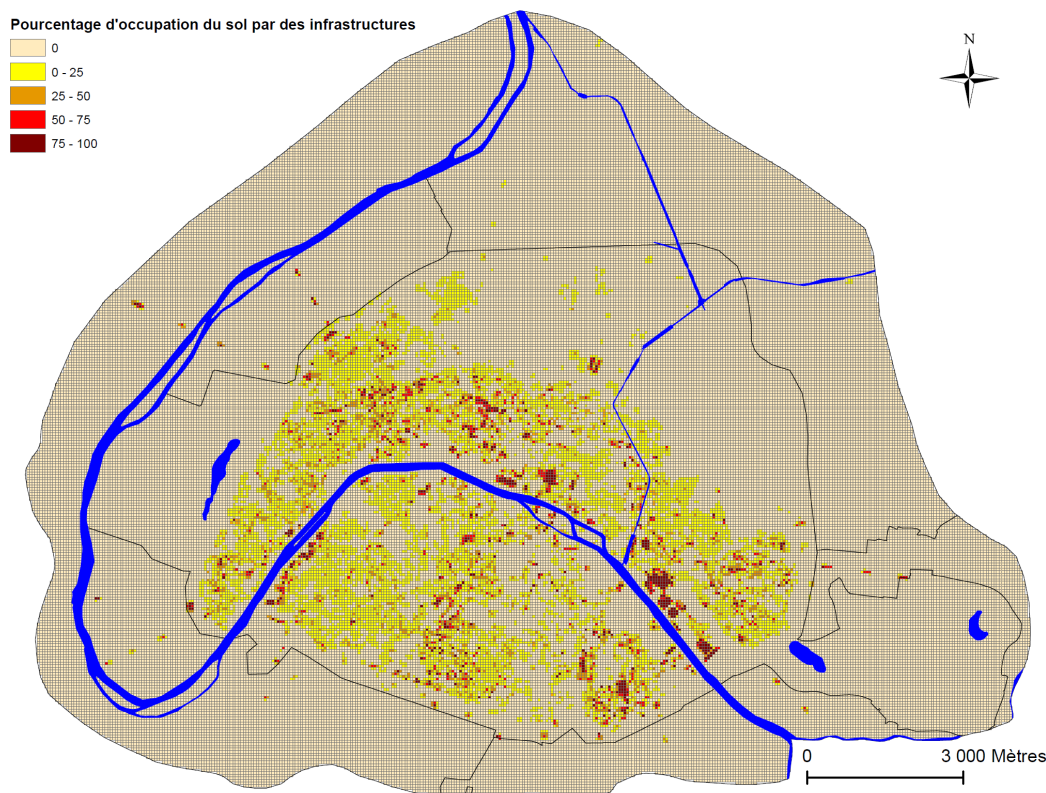 Pourcentage d'occupation du sol par des infrastructures
0
0 - 25
25 - 50
50 - 75
75 - 100
N
0 3 000 Mètres